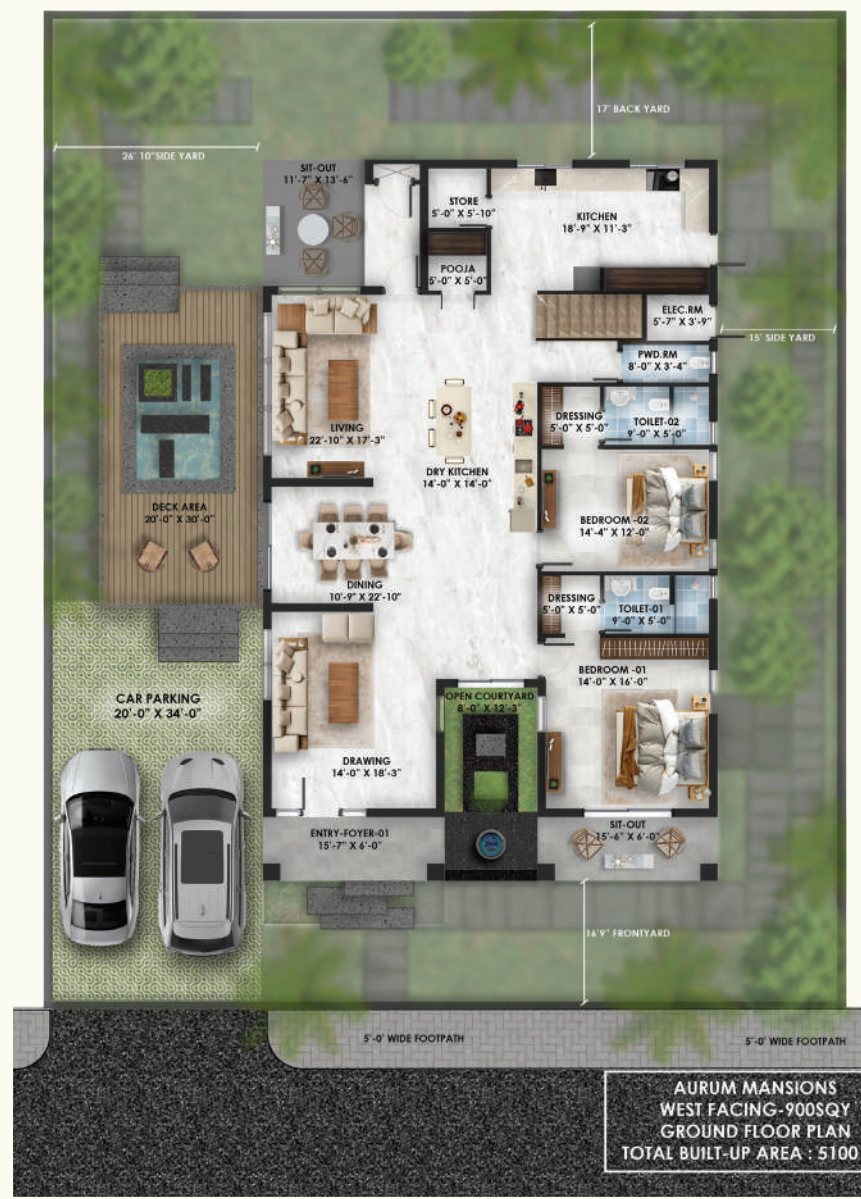 17' BACK YARD
26' 10"SIDE YARD
SIT-OUT
11'-7" X 13'-6"
STORE
5'-0" X 5'-10"
KITCHEN
18'-9" X 11'-3"
POOJA
5'-0" X 5'-0"
ELEC.RM
5'-7" X 3'-9"
15' SIDE YARD
PWD.RM
8'-0" X 3'-4"
LIVING
22'-10" X 17'-3"
DRESSING
5'-0" X 5'-0"
TOILET-02
9'-0" X 5'-0"
DRY KITCHEN
14'-0" X 14'-0"
DECK AREA
20'-0" X 30'-0"
BEDROOM -02
14'-4" X 12'-0"
DINING
10'-9" X 22'-10"
DRESSING
5'-0" X 5'-0"
TOILET-01
9'-0" X 5'-0"
BEDROOM -01
14'-0" X 16'-0"
CAR PARKING
20'-0" X 34'-0"
OPEN COURTYARD
8'-0" X 12'-3"
DRAWING
14'-0" X 18'-3"
ENTRY-FOYER-01
15'-7" X 6'-0"
SIT-OUT
15'-6" X 6'-0"
16'9" FRONTYARD
5'-0' WIDE FOOTPATH
5'-0' WIDE FOOTPATH
AURUM MANSIONS
WEST FACING-900SQY
GROUND FLOOR PLAN
TOTAL BUILT-UP AREA : 5100